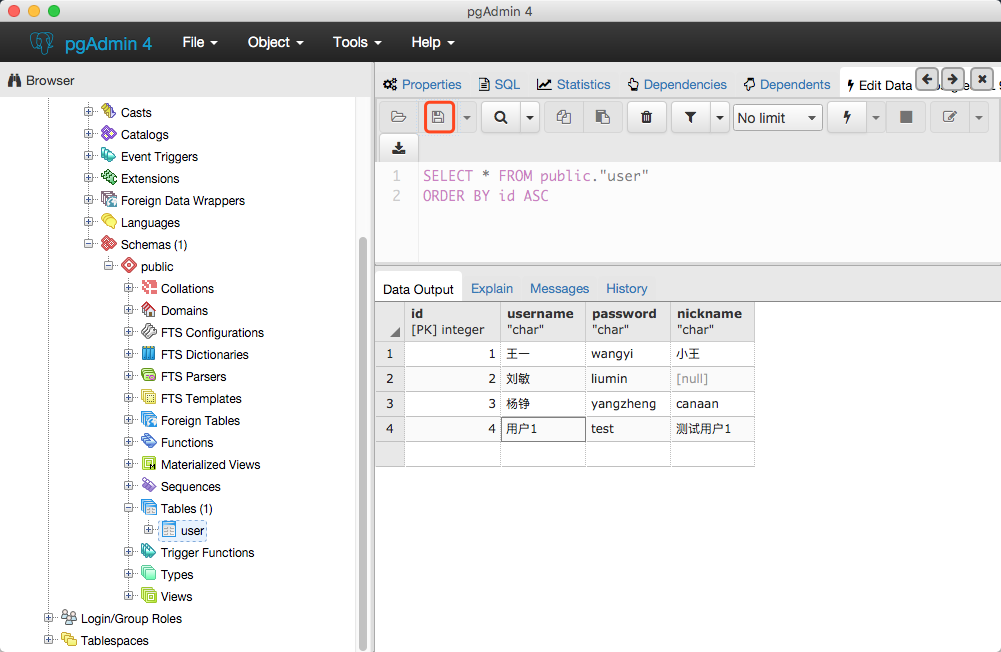 pgAdmin 4
pgAdmin 4 File Object Tools Help
Browser
Casts
Catalogs
Event Triggers
Extensions
Foreign Data Wrappers
Languages
Schemas (1)
public
Collations
Domains
FTS Configurations
FTS Dictionaries
FTS Parsers
FTS Templates
Foreign Tables
Functions
Materialized Views
Sequences
Tables (1)
user
Trigger Functions
Types
Views
Login/Group Roles
Tablespaces
Properties SQL Statistics Dependencies Dependents Edit Data
No limit
1 SELECT * FROM public."user"
2 ORDER BY id ASC
Data Output Explain Messages History
id username password nickname
[PK] integer "char" "char" "char"
1 1 王一 wangyi 小王
2 2 刘敏 liumin [null]
3 3 杨铮 yangzheng canaan
4 4 用户1 test 测试用户1